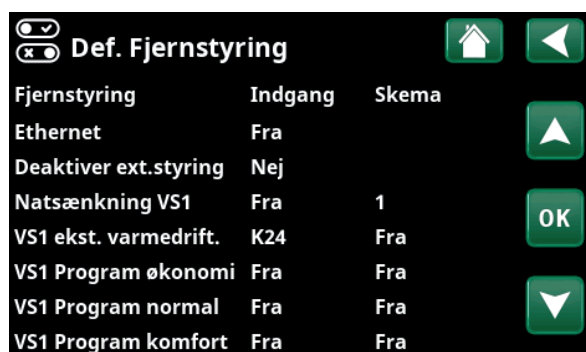 Def. Fjernstyring
Fjernstyring Indgang Skema
Ethernet Fra
Deaktiver ext.styring Nej
Natsænkning VS1 Fra 1
VS1 ekst. varmedrift. K24 Fra
VS1 Program økonomi Fra Fra
VS1 Program normal Fra Fra
VS1 Program komfort Fra Fra
OK